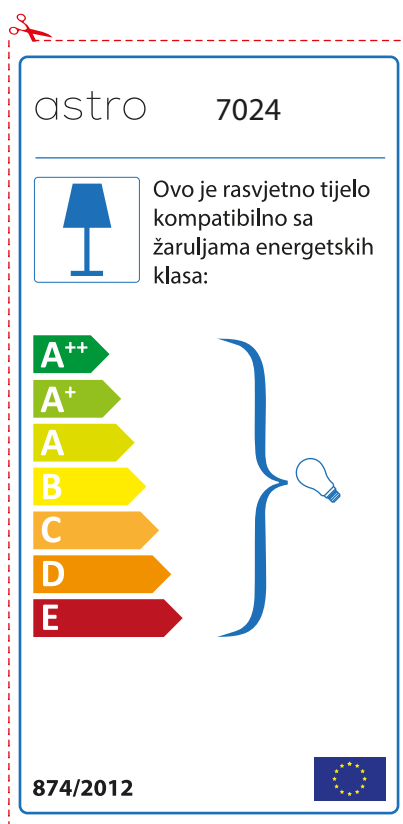 astro 7024
Ovo je rasvjetno tijelo
kompatibilno sa
žaruljama energetskih
klasa:
A++
A+
A
B
C
D
E
874/2012